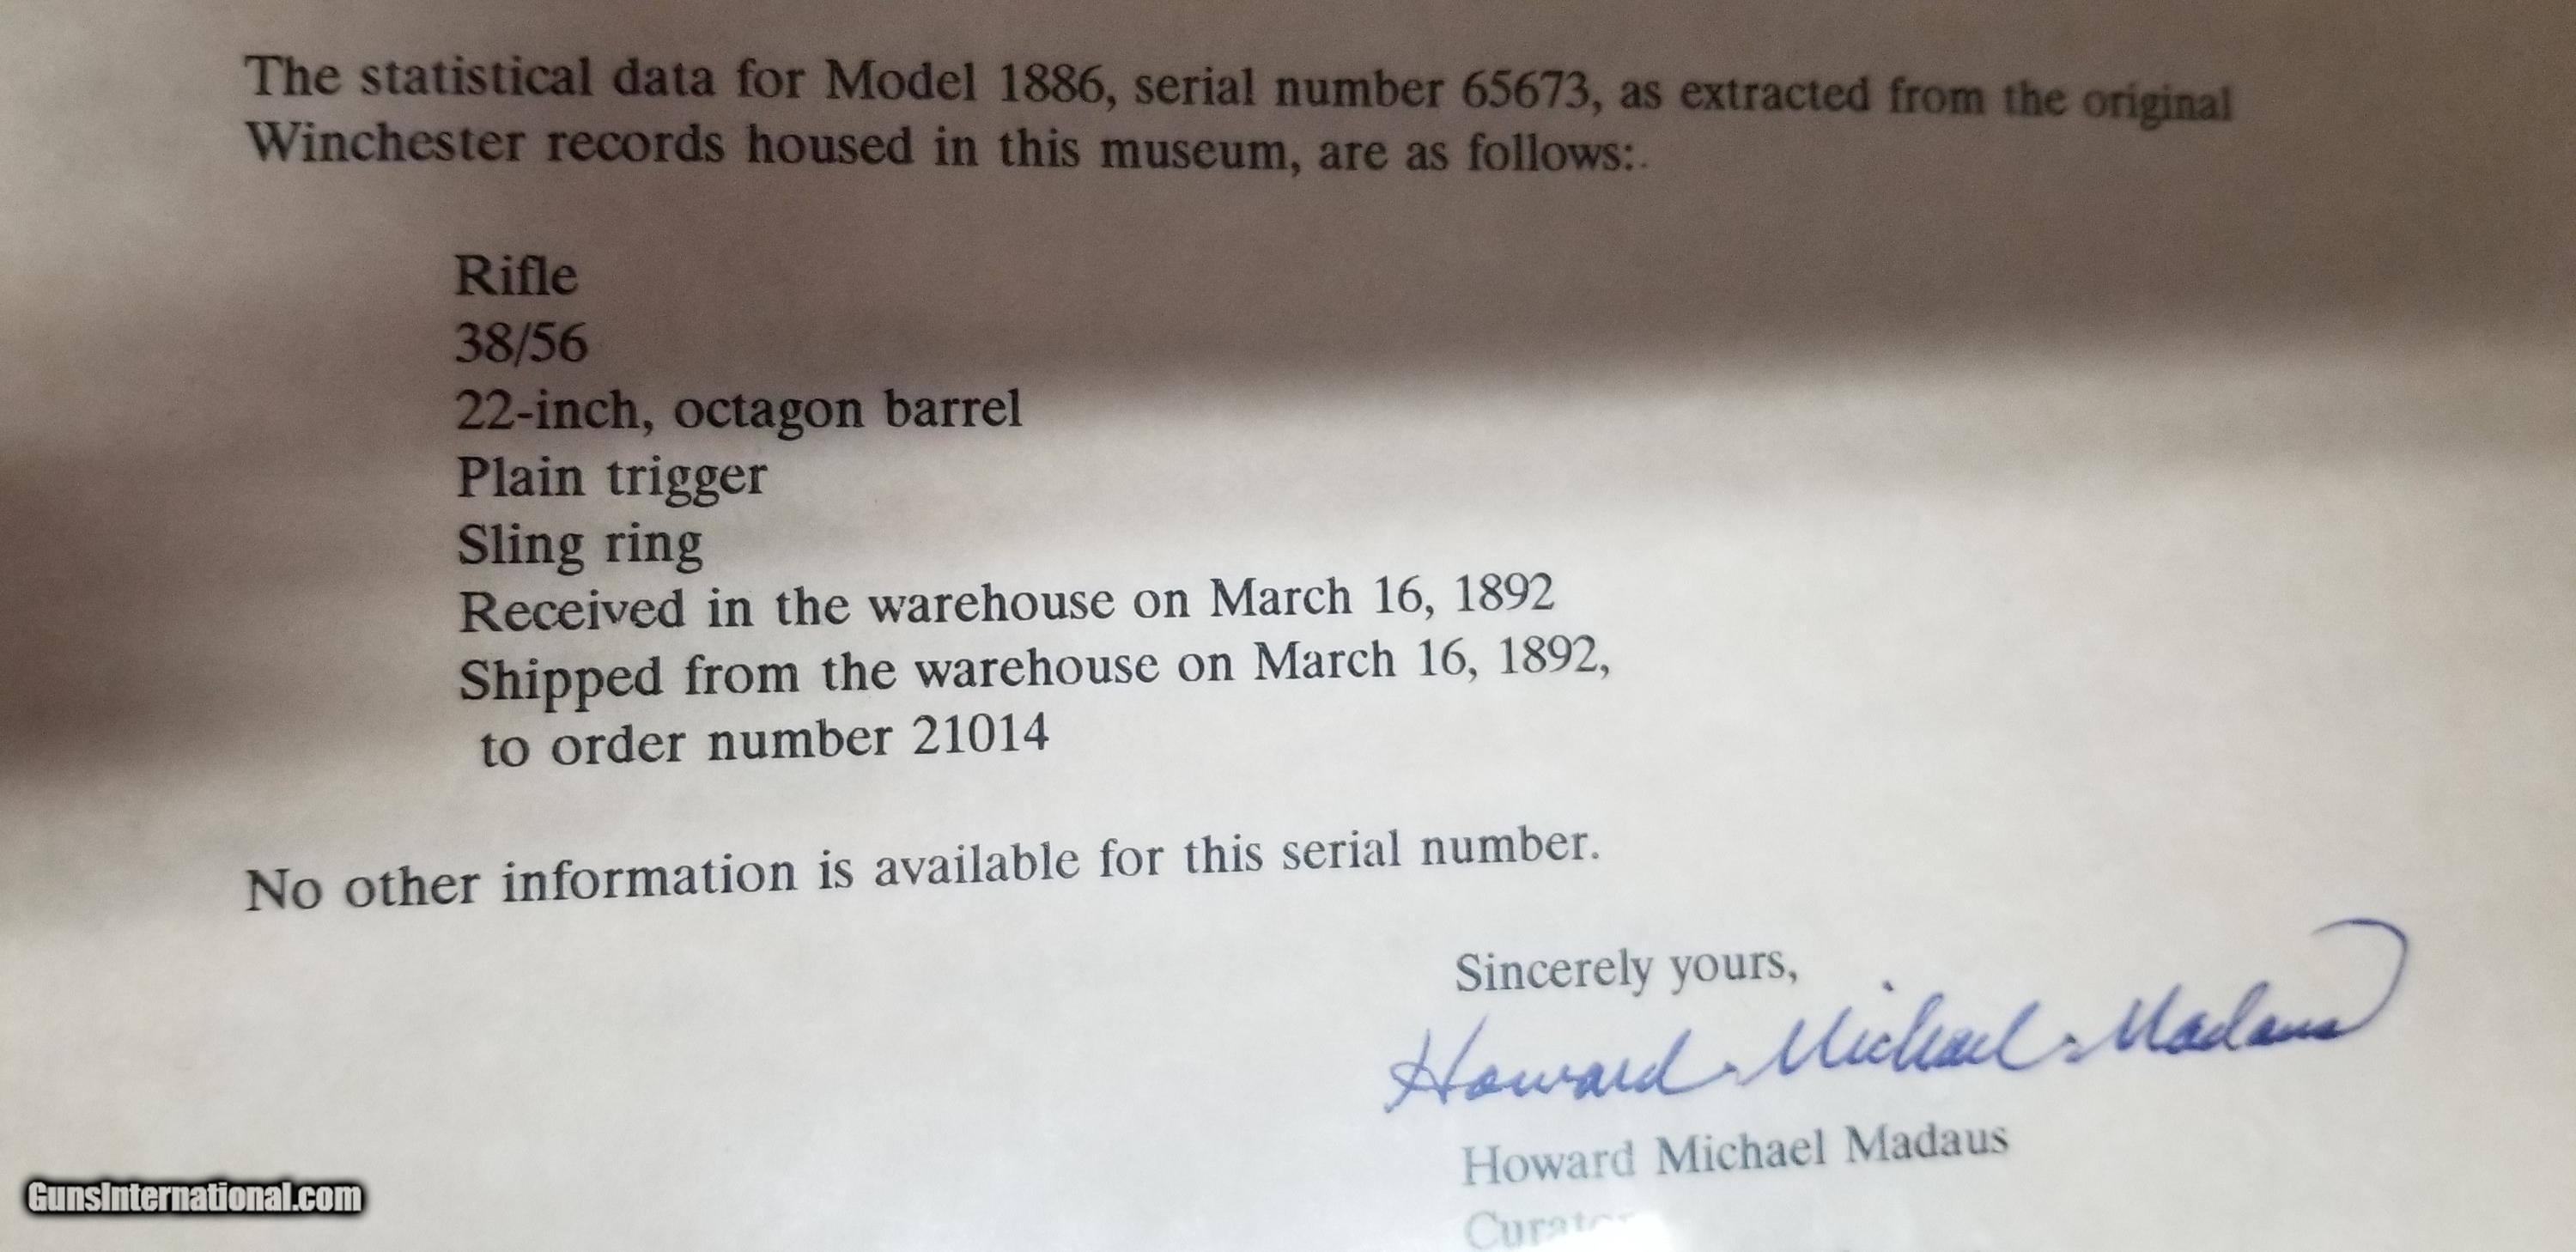 The statistical data for Model 1886, serial number 65673, as extracted from the original
Winchester records housed in this museum, are as follows:.
Rifle
38/56
22-inch, octagon barrel
Plain trigger
Sling ring
Received in the warehouse on March 16, 1892
Shipped from the warehouse on March 16, 1892,
to order number 21014
No other information is available for this serial number.
Sincerely yours,
Howard Michael Madaus
Howard Michael Madaus
GunsInternational.com